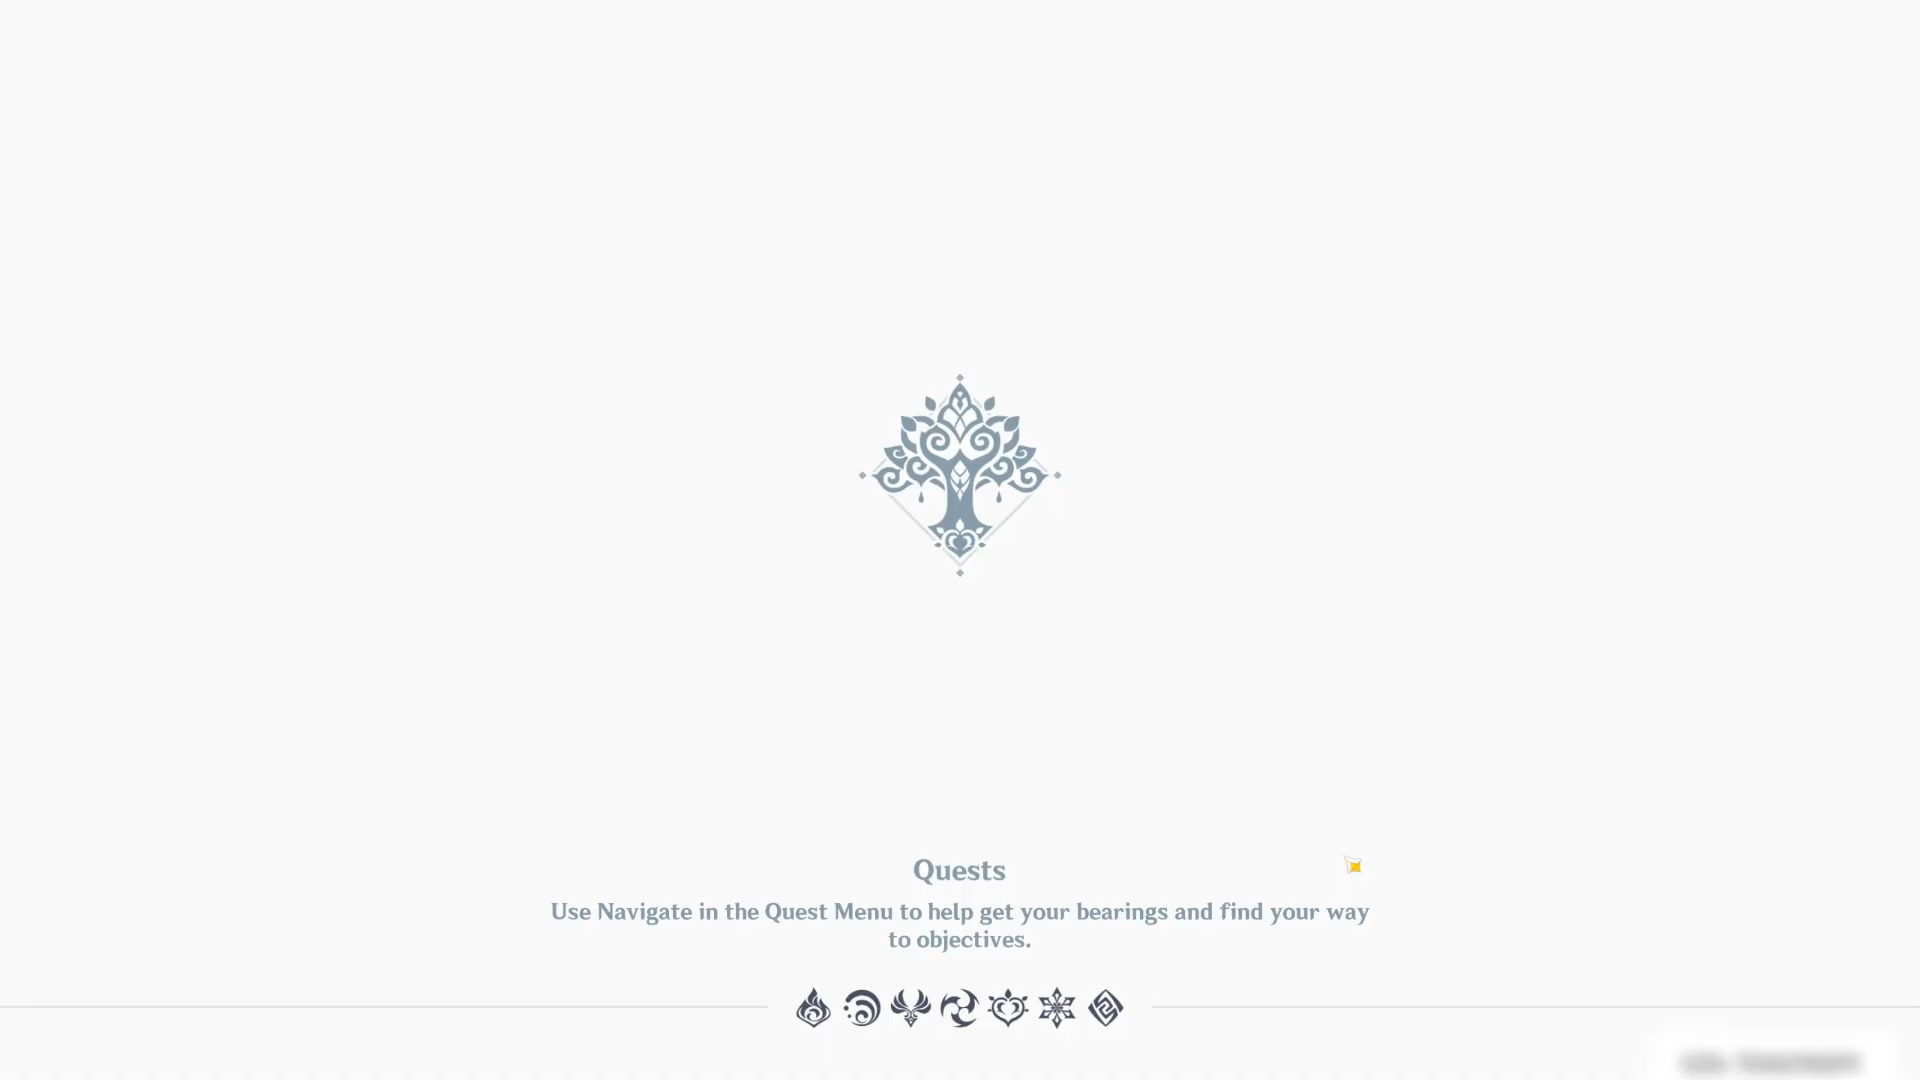 Quests
Use Navigate in the Quest Menu to help get your bearings and find your way
to objectives.